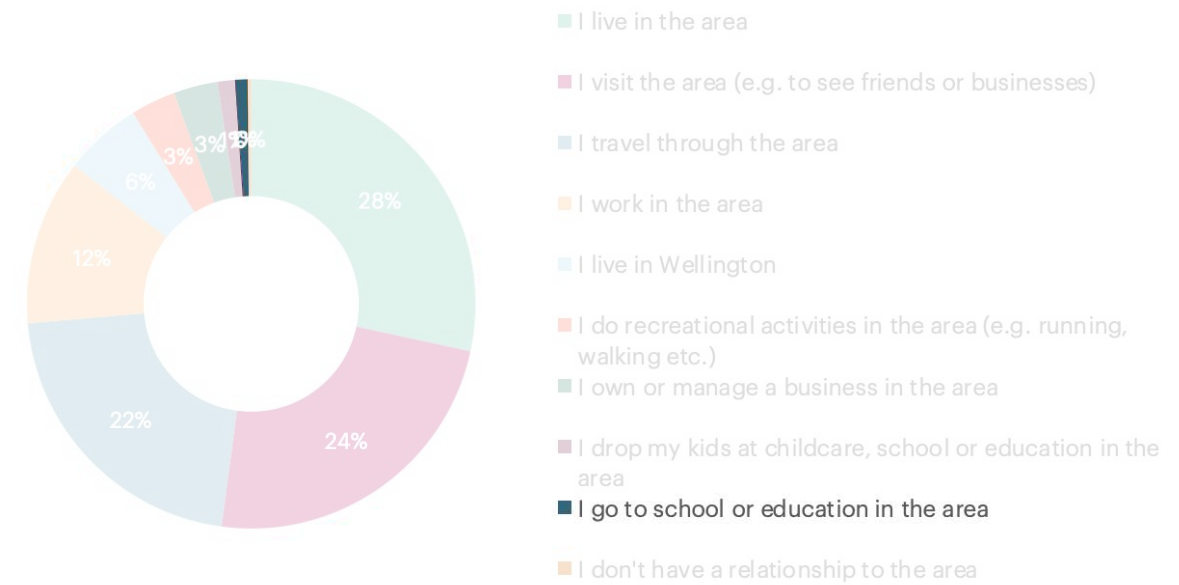 I live in the area
I visit the area (e.g. to see friends or businesses)
I travel through the area
I work in the area
I live in Wellington
I do recreational activities in the area (e.g. running,
walking etc.)
I own or manage a business in the area
I drop my kids at childcare, school or education in the
area
I go to school or education in the area
I don't have a relationship to the area
28%
24%
22%
12%
6%
3%
3%